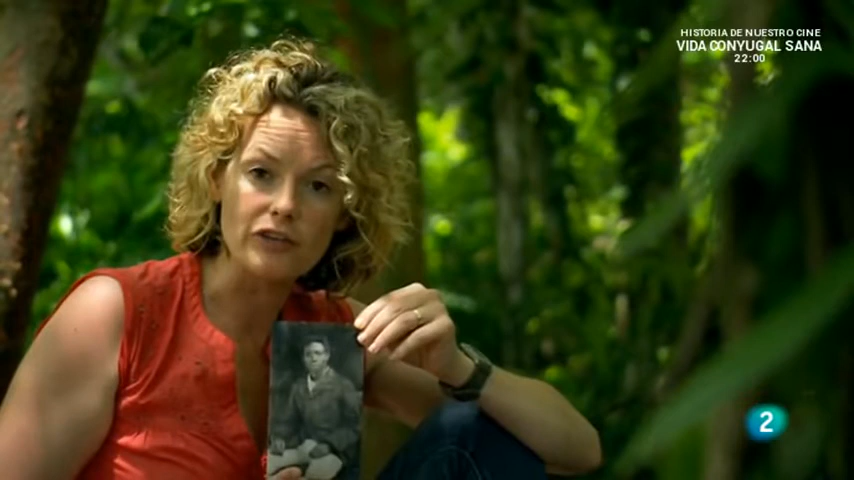 HISTORIA DE NUESTRO CINE
VIDA CONYUGAL SANA
22:00
2